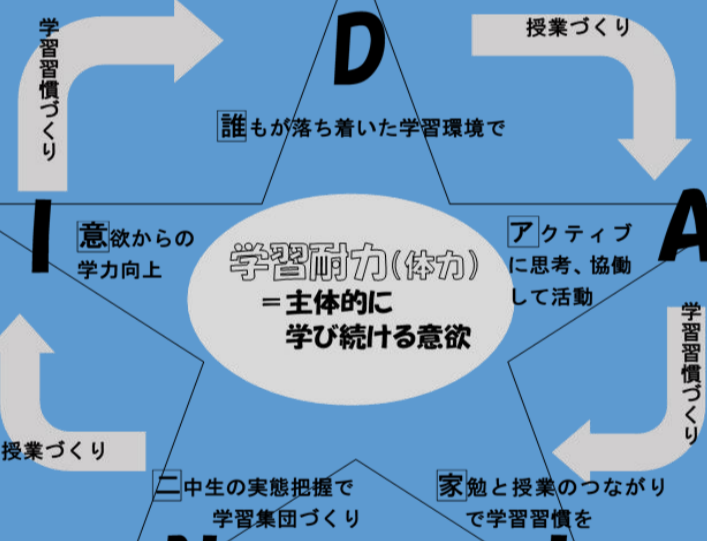 学習習慣づくり
D
授業づくり
誰もが落ち着いた学習環境で
I
意欲からの
学力向上
学習耐力(体力)
=主体的に
学び続ける意欲
アクティブ
に思考、協働
して活動
A
学習習慣づくり
授業づくり
二中生の実態把握で
学習集団づくり
家勉と授業のつながり
で学習習慣を